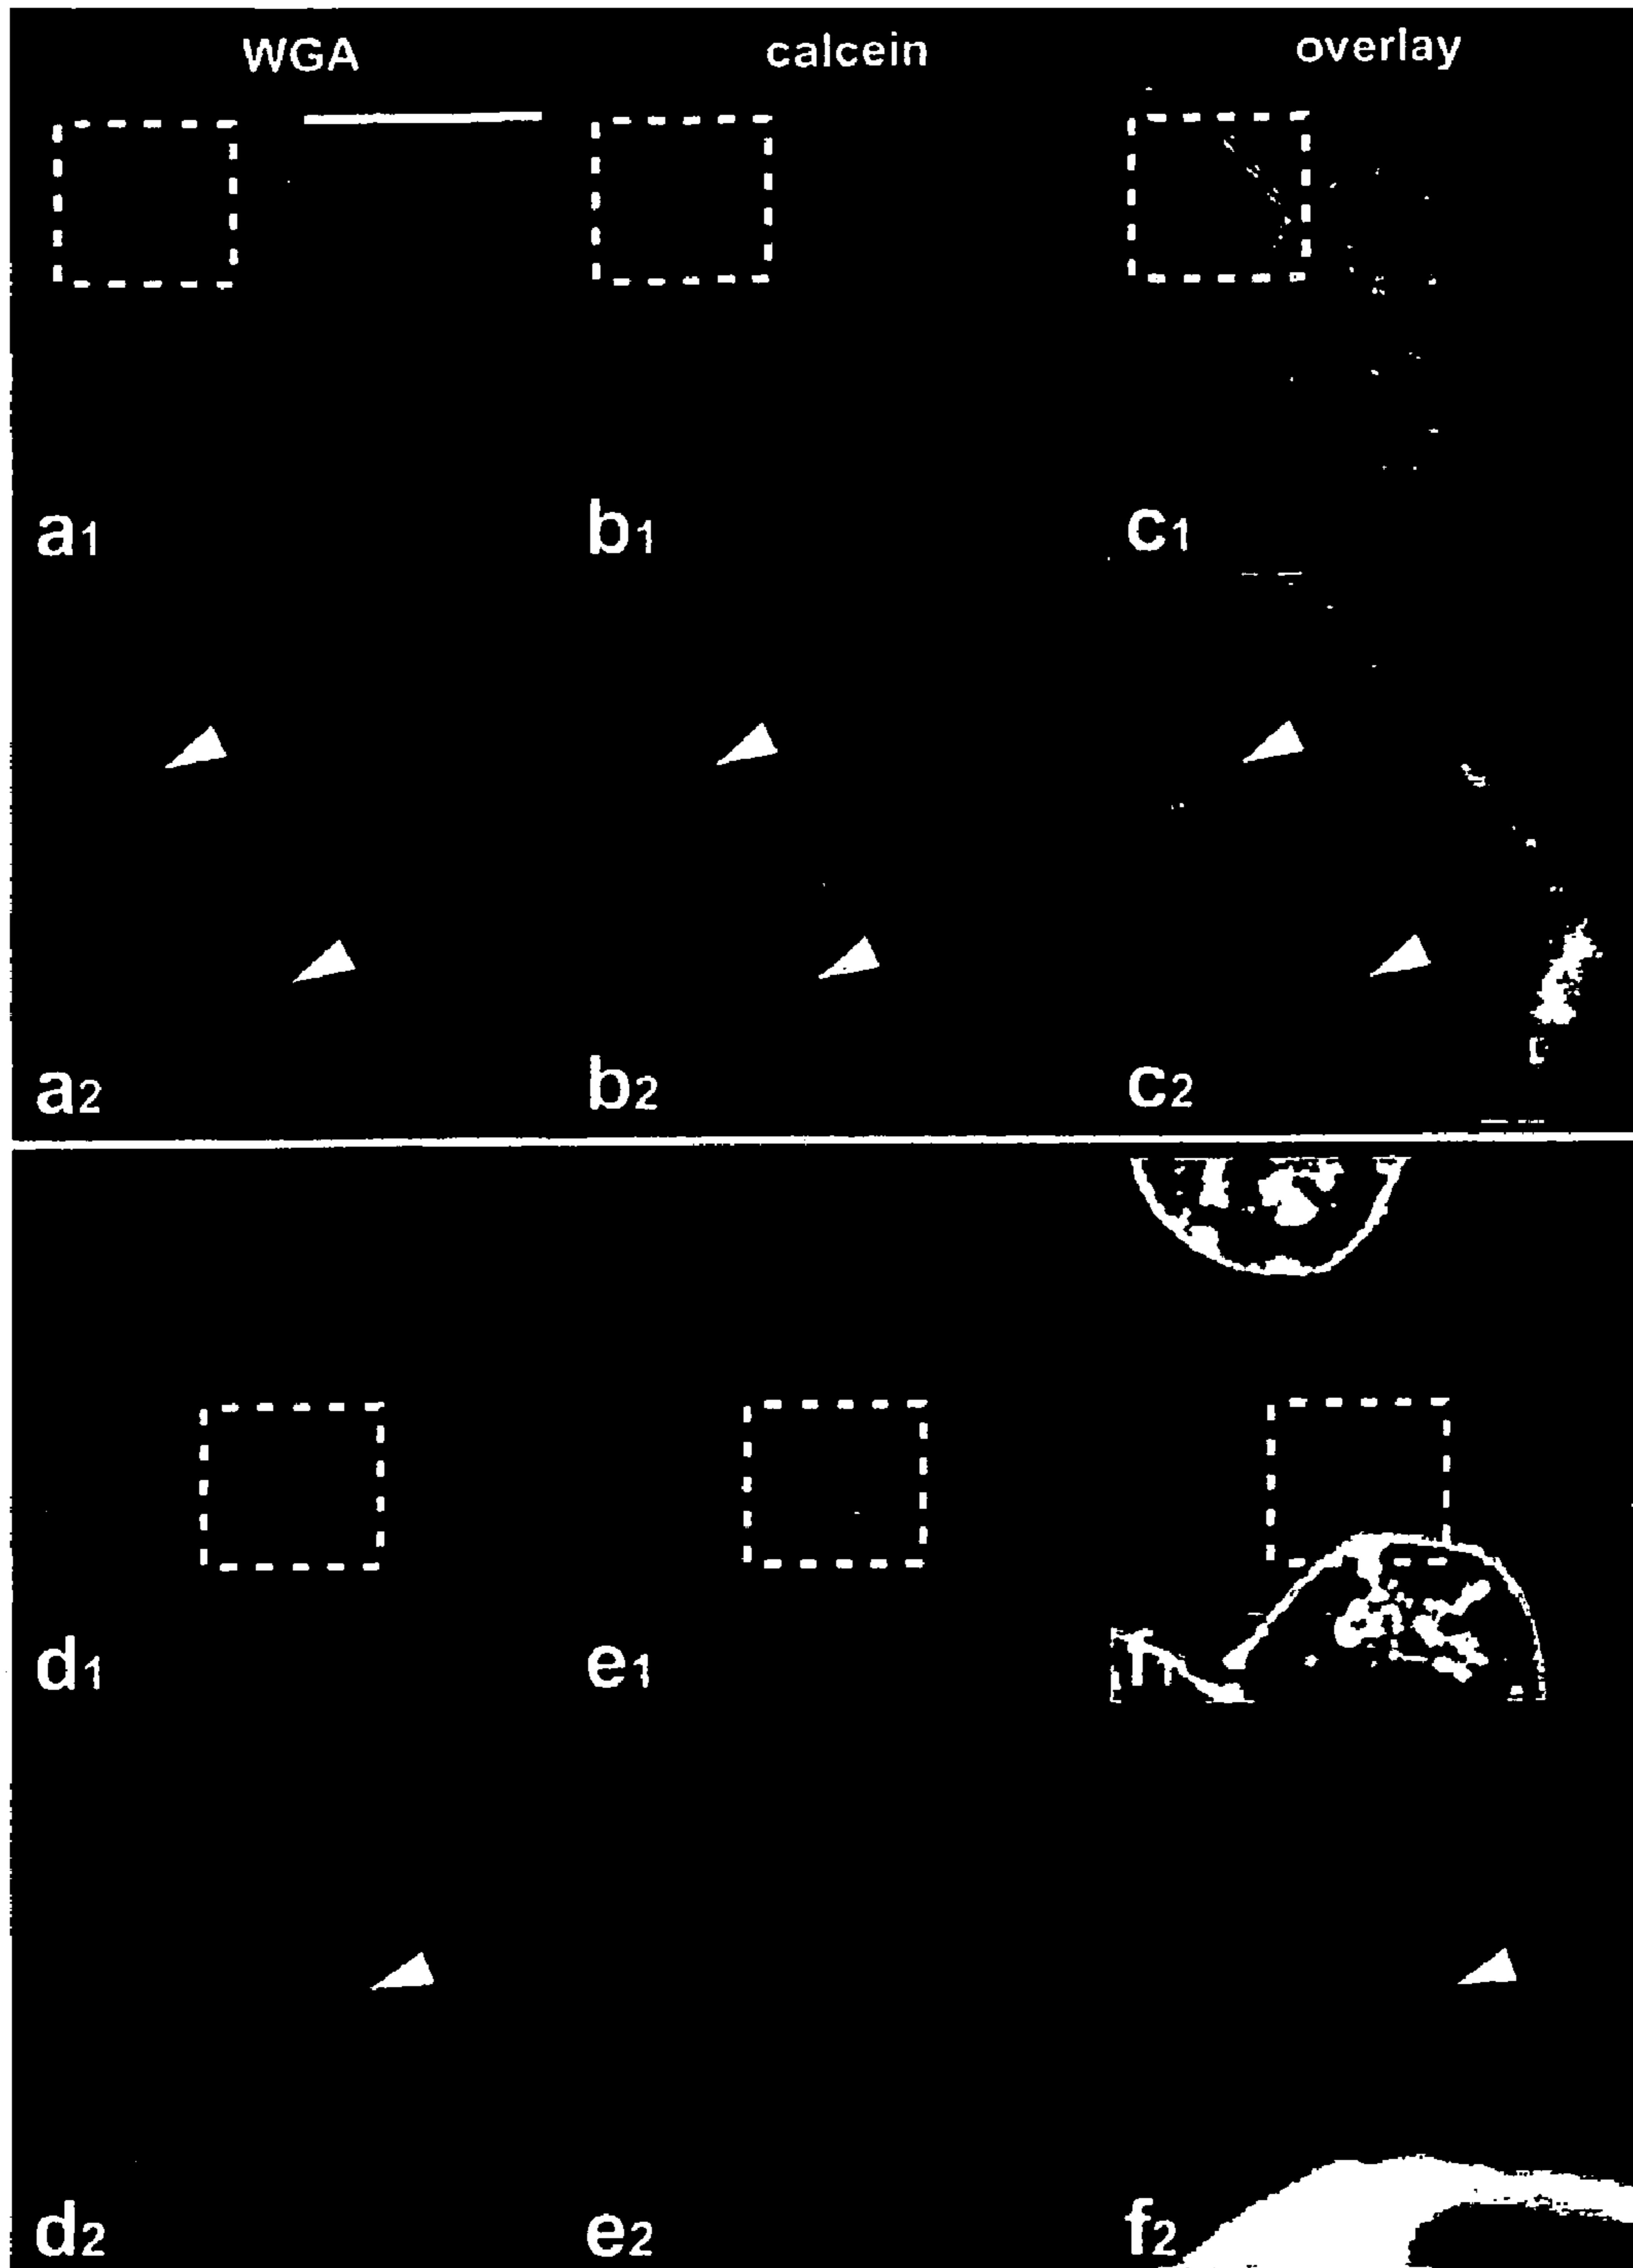 WGA calcein overlay
a1 b1 c1
a2 b2 c2
d1 e1 f1
d2 e2 f2